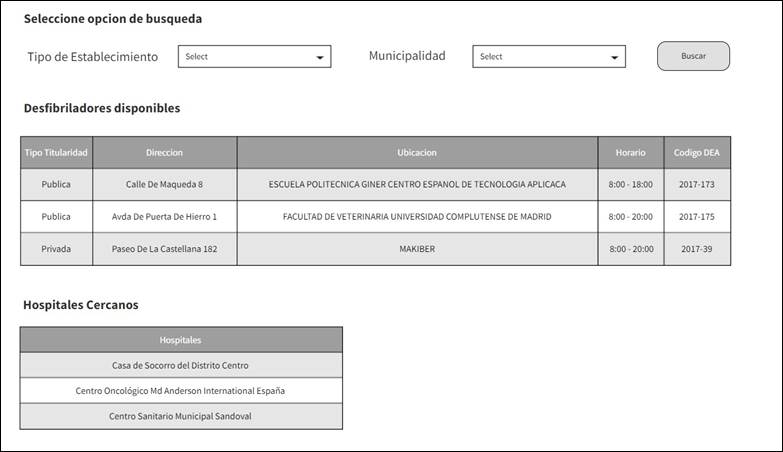 Seleccione opcion de busqueda
Tipo de Establecimiento Select Municipalidad Select Buscar
Desfibriladores disponibles
Tipo Titularidad Direccion Ubicacion Horario Codigo DEA
Publica Calle De Maqueda 8 ESCUELA POLITECNICA GINER CENTRO ESPANOL DE TECNOLOGIA APLICACA 8:00 - 18:00 2017-173
Publica Avda De Puerta De Hierro 1 FACULTAD DE VETERINARIA UNIVERSIDAD COMPLUTENSE DE MADRID 8:00 - 20:00 2017-175
Privada Paseo De La Castellana 182 MAKIBER 8:00 - 20:00 2017-39
Hospitales Cercanos
Hospitales
Casa de Socorro del Distrito Centro
Centro Oncológico Md Anderson International España
Centro Sanitario Municipal Sandoval